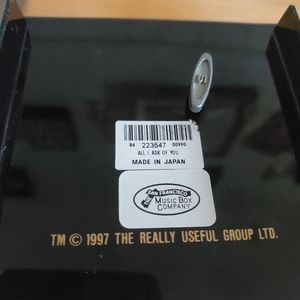 84 223547 00990
ALL I ASK OF YOU
MADE IN JAPAN
SAN FRANCISCO
MUSIC BOX
COMPANY
TM © 1997 THE REALLY USEFUL GROUP LTD.